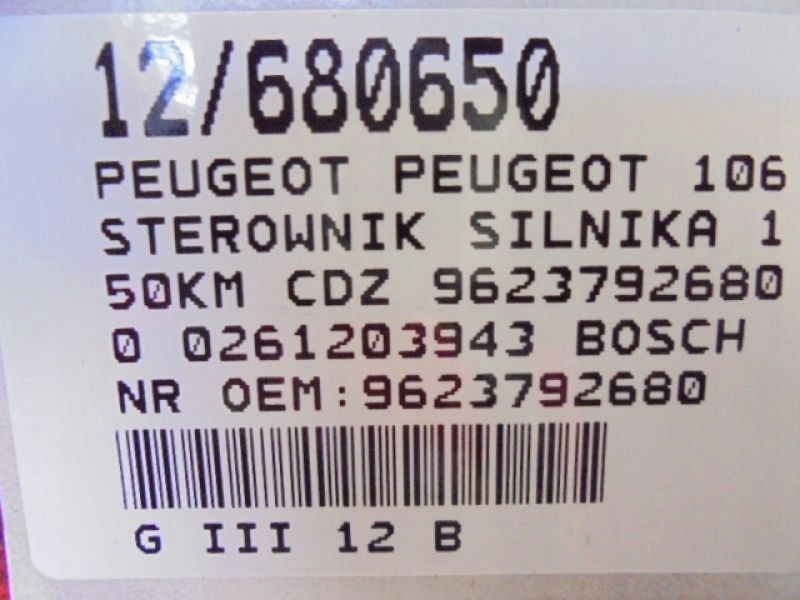 12/680650
PEUGEOT PEUGEOT 106
STEROWNIK SILNIKA 1
50KM CDZ 9623792680
0 0261203943 BOSCH
NR OEM:9623792680
G III 12 B